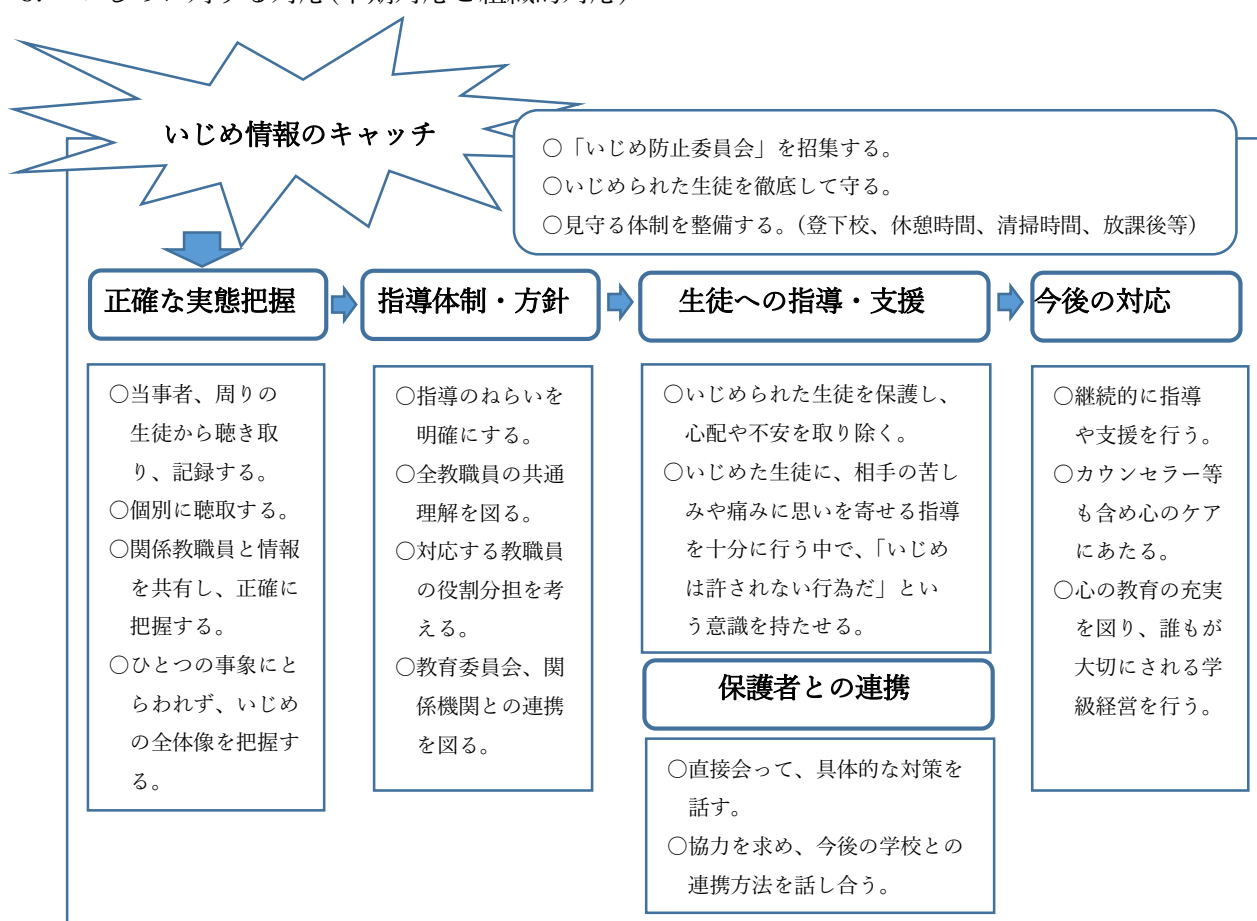 いじめ情報のキャッチ
〇「いじめ防止委員会」を招集する。
〇いじめられた生徒を徹底して守る。
〇見守る体制を整備する。(登下校、休憩時間、清掃時間、放課後等)
正確な実態把握
〇当事者、周りの
生徒から聴き取
り、記録する。
〇個別に聴取する。
〇関係教職員と情報
を共有し、正確に
把握する。
〇ひとつの事象にと
らわれず、いじめ
の全体像を把握す
る。
指導体制・方針
〇指導のねらいを
明確にする。
〇全教職員の共通
理解を図る。
〇対応する教職員
の役割分担を考
える。
〇教育委員会、関
係機関との連携
を図る。
生徒への指導・支援
〇いじめられた生徒を保護し、
心配や不安を取り除く。
〇いじめた生徒に、相手の苦し
みや痛みに思いを寄せる指導
を十分に行う中で、「いじめ
は許されない行為だ」とい
う意識を持たせる。
保護者との連携
〇直接会って、具体的な対策を
話す。
〇協力を求め、今後の学校との
連携方法を話し合う。
今後の対応
〇継続的に指導
や支援を行う。
〇カウンセラー等
も含め心のケア
にあたる。
〇心の教育の充実
を図り、誰もが
大切にされる学
級経営を行う。